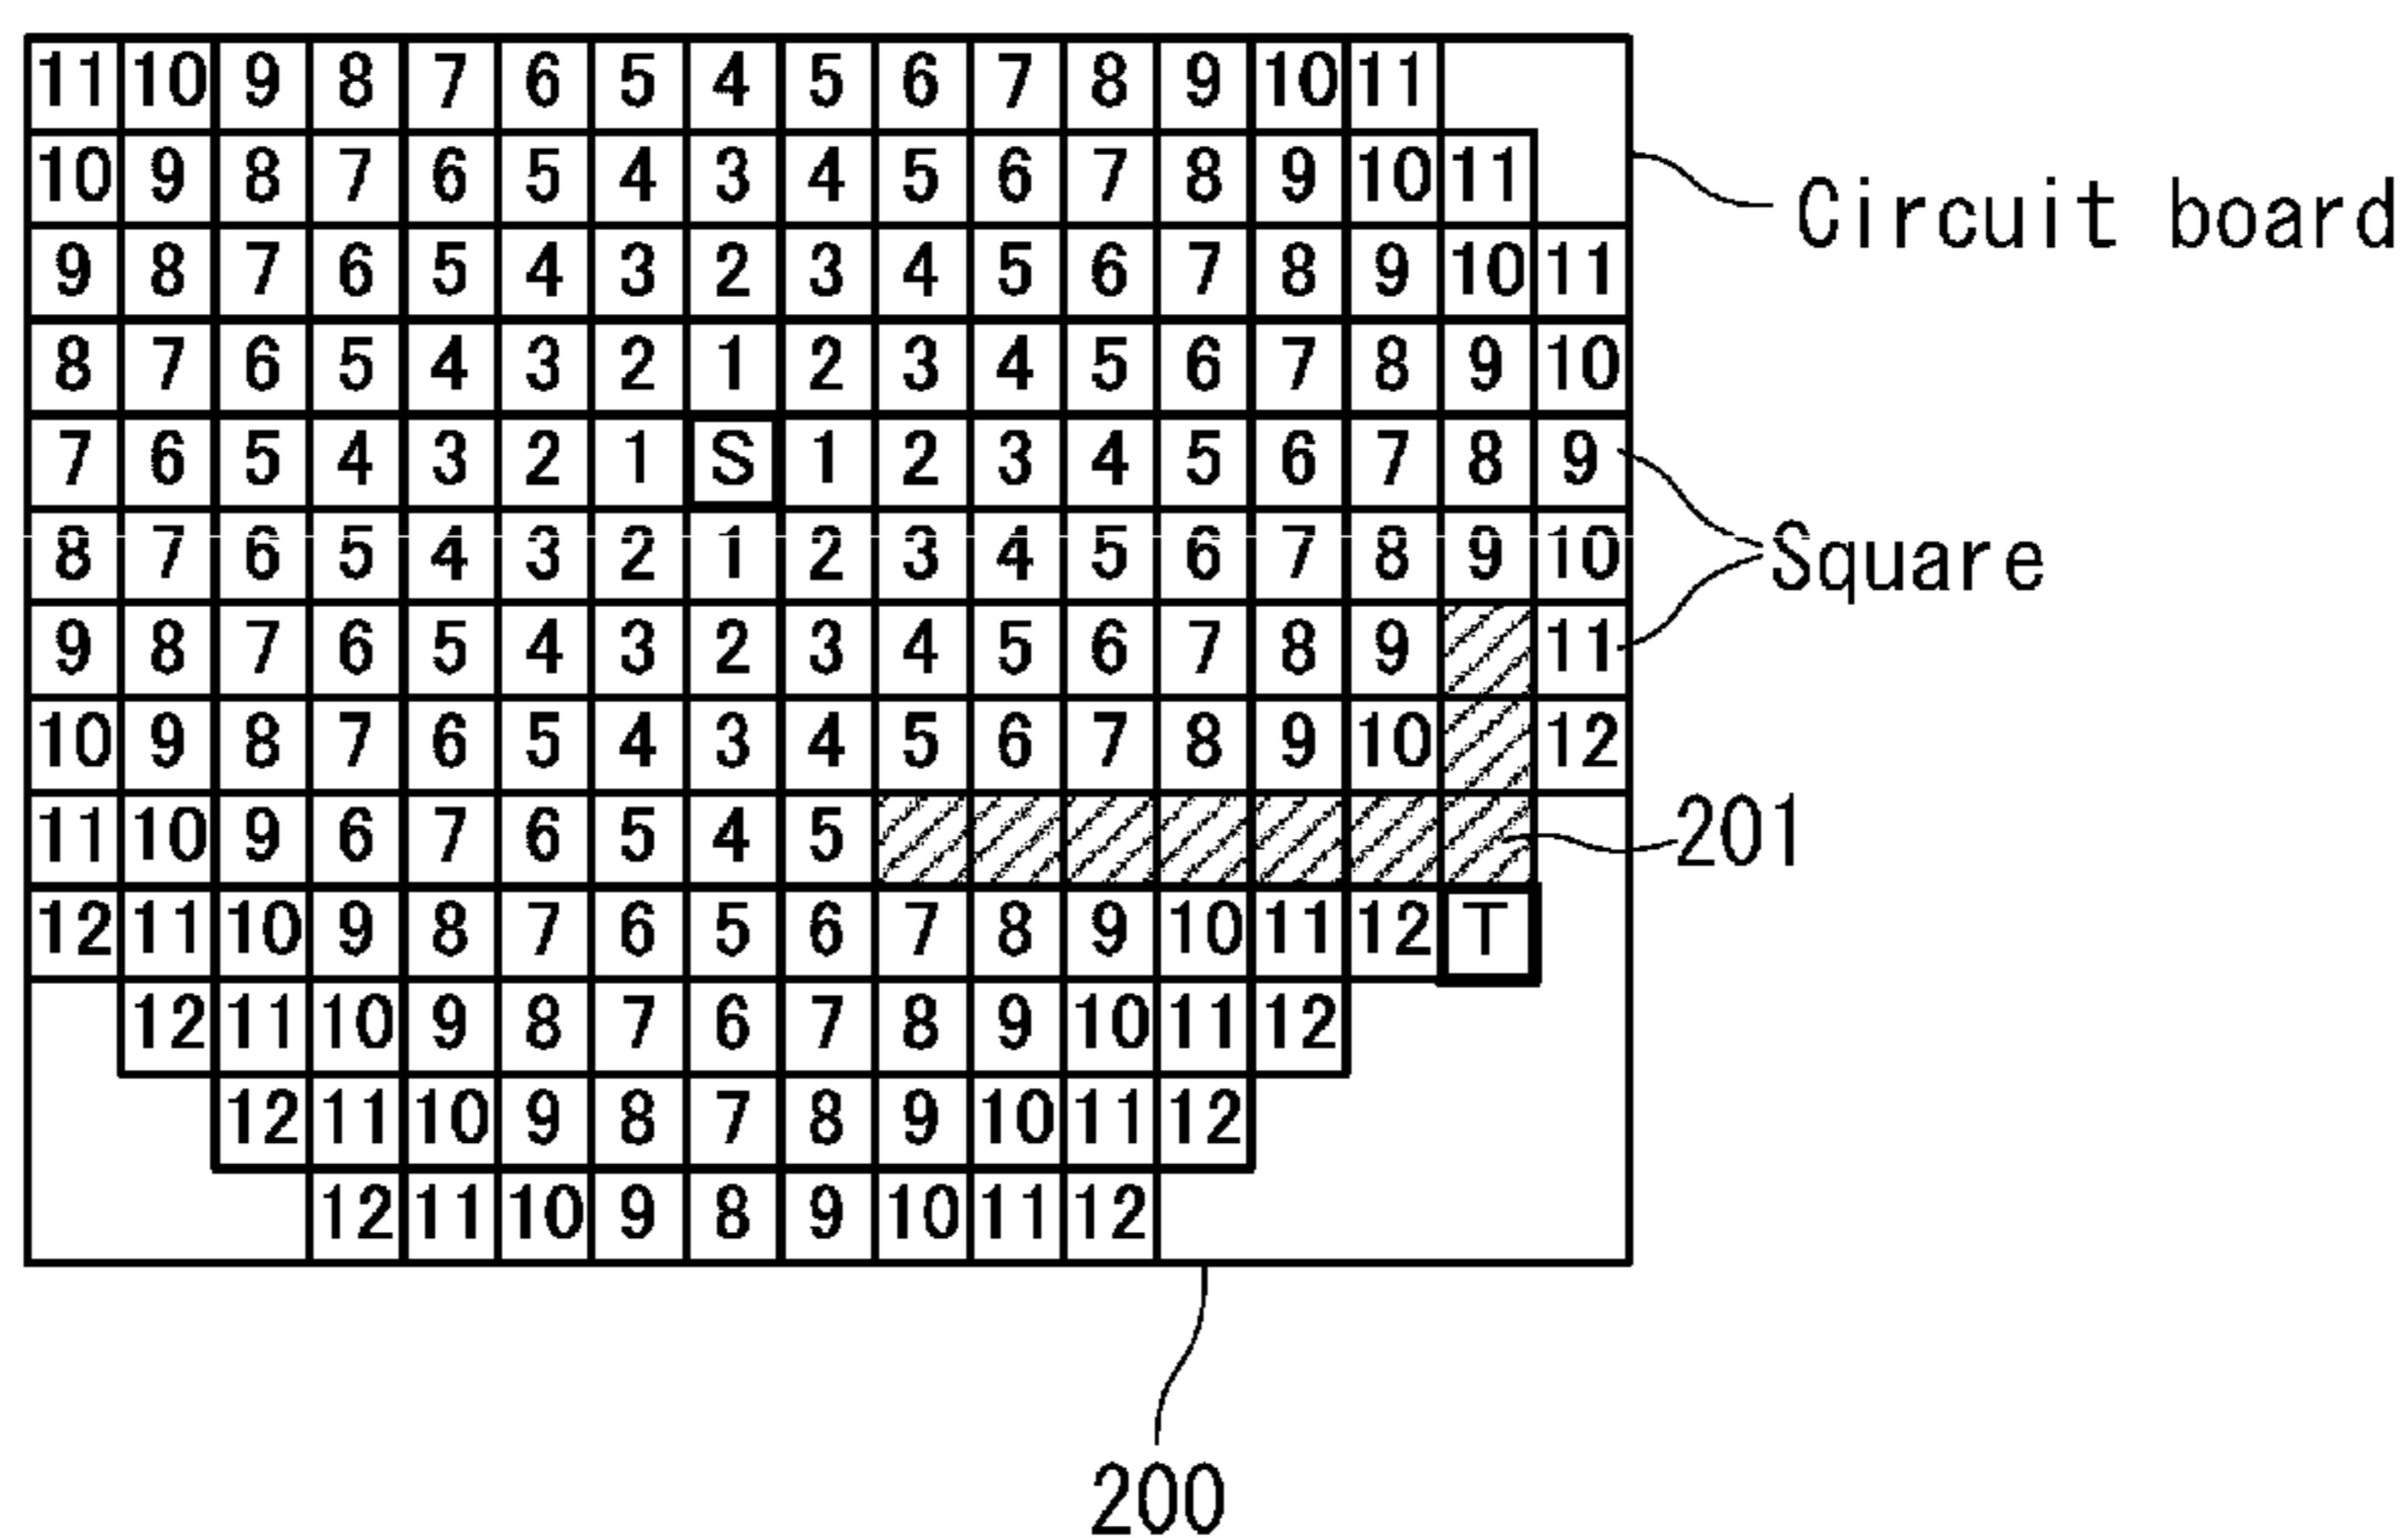 11 10 9 8 7 6 5 4 5 6 7 8 9 10 11
10 9 8 7 6 5 4 3 4 5 6 7 8 9 10 11
Circuit board
9 8 7 6 5 4 3 2 3 4 5 6 7 8 9 10 11
8 7 6 5 4 3 2 1 2 3 4 5 6 7 8 9 10
7 6 5 4 3 2 1 S 1 2 3 4 5 6 7 8 9
8 7 6 5 4 3 2 1 2 3 4 5 6 7 8 9 10
Square
9 8 7 6 5 4 3 2 3 4 5 6 7 8 9 11
10 9 8 7 6 5 4 3 4 5 6 7 8 9 10 12
11 10 9 6 7 6 5 4 5
201
12 11 10 9 8 7 6 5 6 7 8 9 10 11 12 T
12 11 10 9 8 7 6 7 8 9 10 11 12
12 11 10 9 8 7 8 9 10 11 12
12 11 10 9 8 9 10 11 12
200